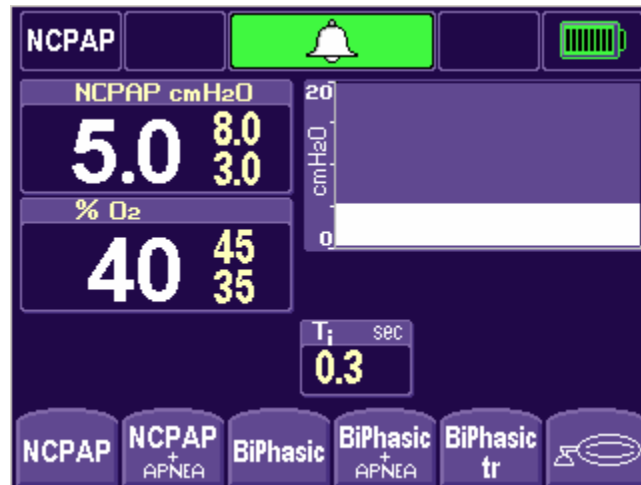 NCPAP
NCPAP cmH2O
5.0
8.0
3.0
% O2
40
45
35
20
cmH2O
0
Ti sec
0.3
NCPAP
NCPAP
+
APNEA
BiPhasic
BiPhasic
+
APNEA
BiPhasic
tr